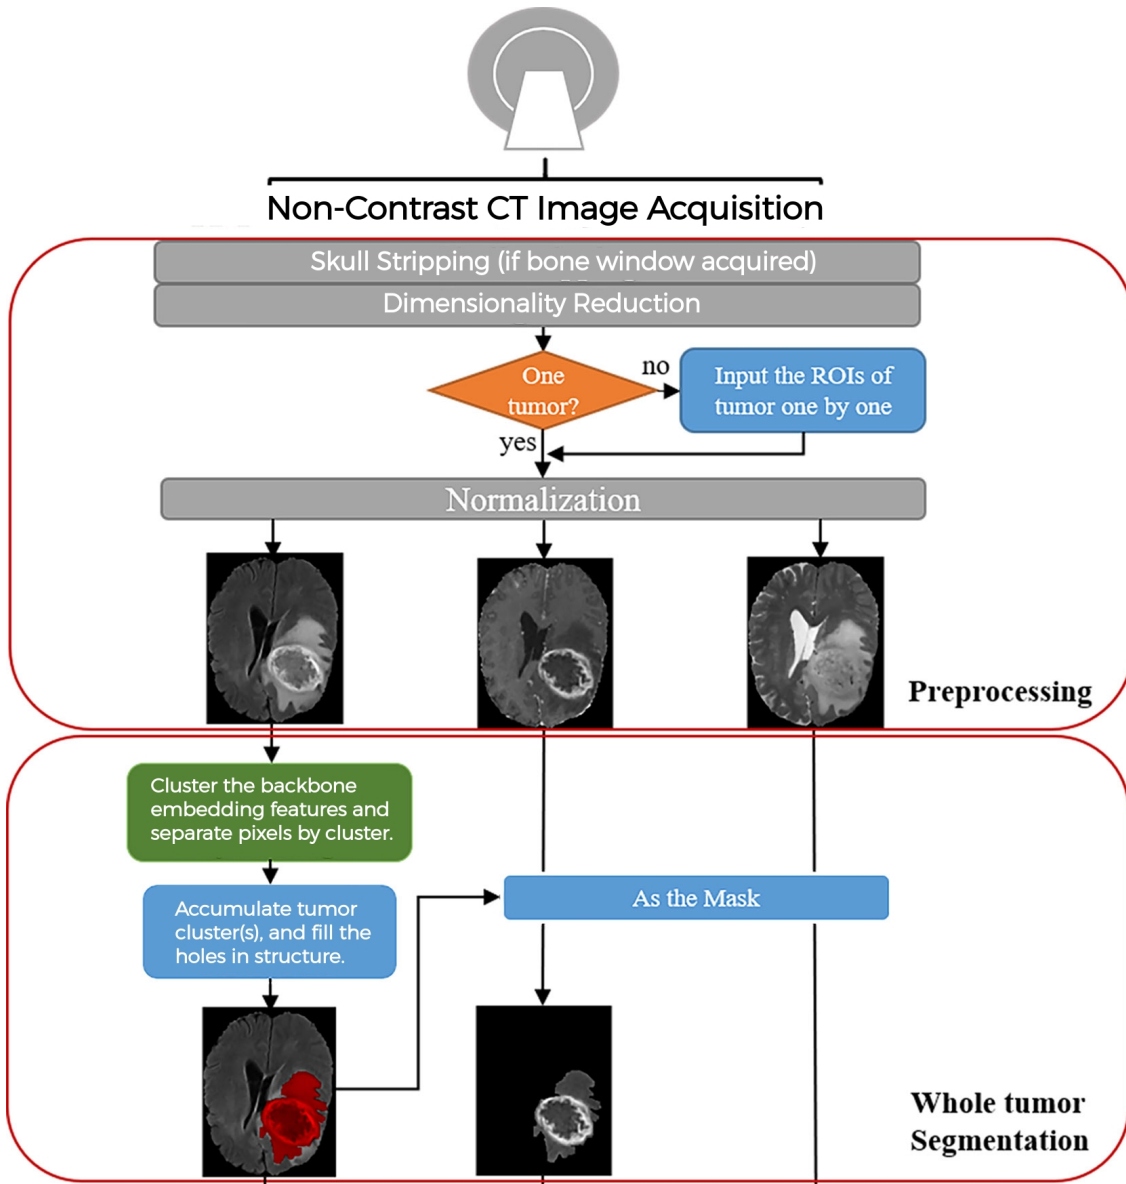 Non-Contrast CT Image Acquisition
Skull Stripping (if bone window acquired)
Dimensionality Reduction
One
tumor?
no
Input the ROIs of
tumor one by one
yes
Normalization
Preprocessing
Cluster the backbone
embedding features and
separate pixels by cluster.
Accumulate tumor
cluster(s), and fill the
holes in structure.
As the Mask
Whole tumor
Segmentation